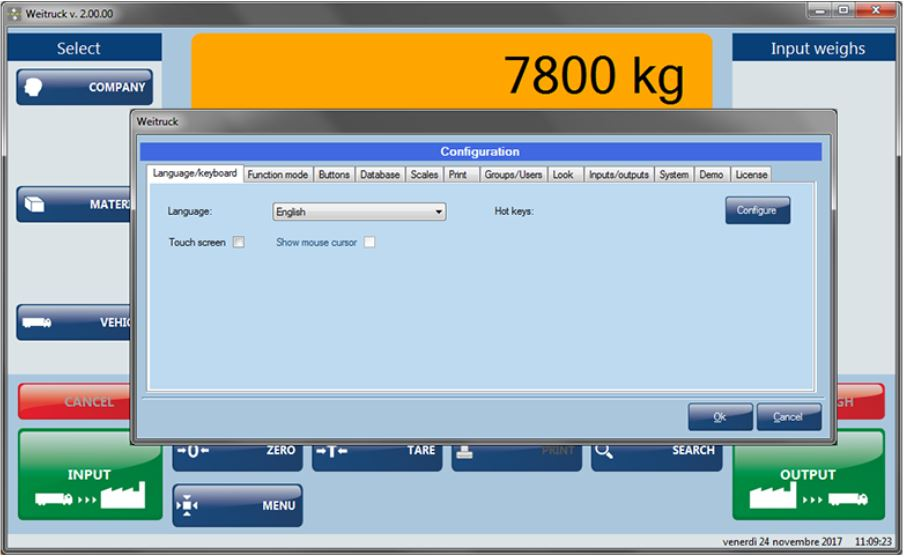 Weitruck v. 2.00.00
Select
Input weighs
7800 kg
COMPANY
Weitruck
Configuration
Language/keyboard Function mode Buttons Database Scales Print Groups/Users Look Inputs/outputs System Demo License
Language: English Hot keys: Configure
Touch screen Show mouse cursor
MATER
VEHIC
CANCEL
GH
Ok Cancel
ZERO TARE PRINT SEARCH
INPUT
OUTPUT
MENU
venerdì 24 novembre 2017 11:09:23